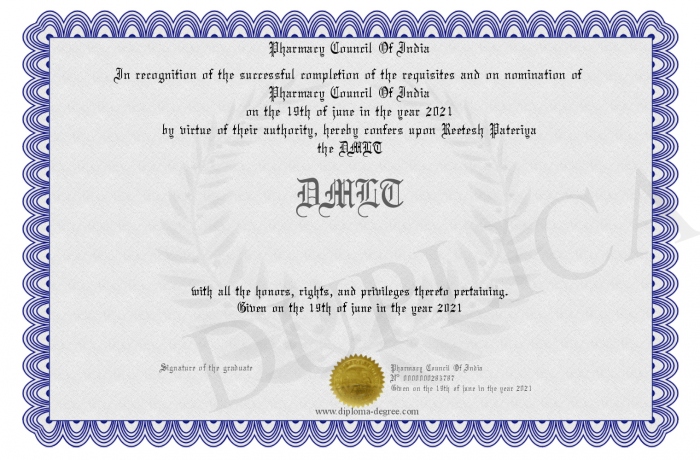 Pharmacy Council Of India
In recognition of the successful completion of the requisites and on nomination of
Pharmacy Council Of India
on the 19th of june in the year 2021
by virtue of their authority, hereby confers upon Reetesh Pateriya
the DMLT
DMLT
DUPLICA
with all the honors, rights, and privileges thereto pertaining.
Given on the 19th of june in the year 2021
Signature of the graduate
Pharmacy Council Of India
N° 0000000283797
Given on the 19th of june in the year 2021
www.diploma-degree.com